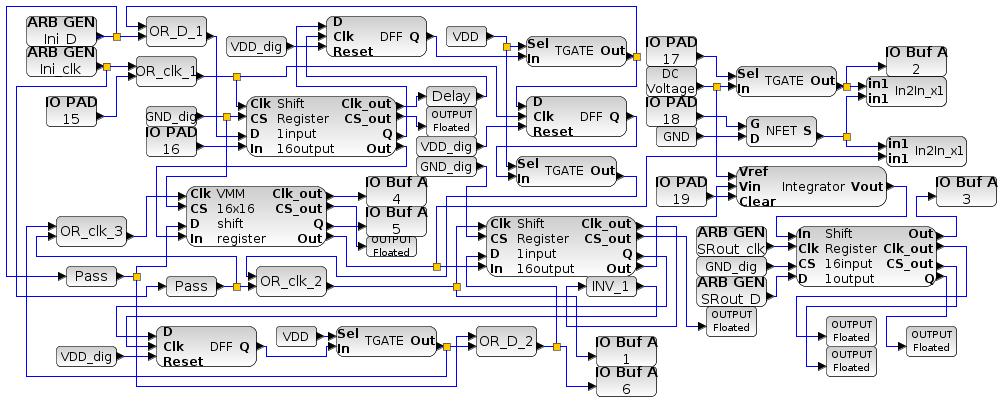 ARB GEN
Ini D
ARB GEN
Ini clk
IO PAD
15
OR_D_1
OR_clk_1
GND_dig
IO PAD
16
VDD_dig
D
Clk DFF Q
Reset
VDD
Sel TGATE Out
In
Clk Shift Clk_out
CS Register CS_out
D 1input Q
In 16output Out
Delay
OUTPUT
Floated
VDD_dig
GND_dig
D
Clk DFF Q
Reset
Sel TGATE Out
In
IO PAD
17
DC
Voltage
IO PAD
18
GND
Sel TGATE Out
In
G NFET S
D
IO Buf A
2
in1 In2In_x1
in1
in1 In2In_x1
in1
IO PAD
19
Vref
Vin Integrator Vout
Clear
IO Buf A
3
Clk VMM Clk_out
CS 16x16 CS_out
D shift Q
In register Out
IO Buf A
4
IO Buf A
5
OUTPUT
Floated
OR_clk_3
Pass
Pass
OR_clk_2
Clk Shift Clk_out
CS Register CS_out
D 1input Q
In 16output Out
INV_1
ARB GEN
SRout_clk
GND_dig
ARB GEN
SRout_D
OUTPUT
Floated
In Shift Out
Clk Register Clk_out
CS 16input CS_out
D 1output Q
OUTPUT
Floated
OUTPUT
Floated
OUTPUT
Floated
VDD_dig
D
Clk DFF Q
Reset
VDD
Sel TGATE Out
In
OR_D_2
IO Buf A
1
IO Buf A
6